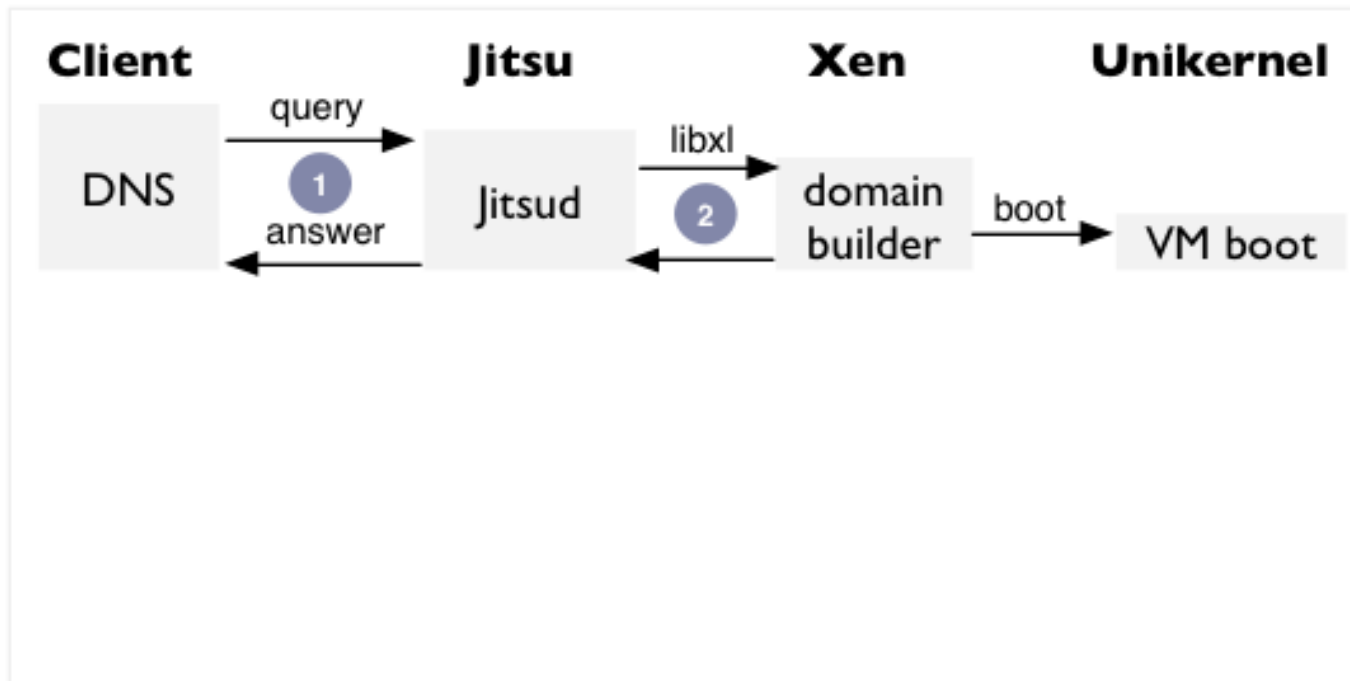 Client
Jitsu
Xen
Unikernel
query
DNS
1
answer
Jitsud
libxl
2
domain
builder
boot
VM boot